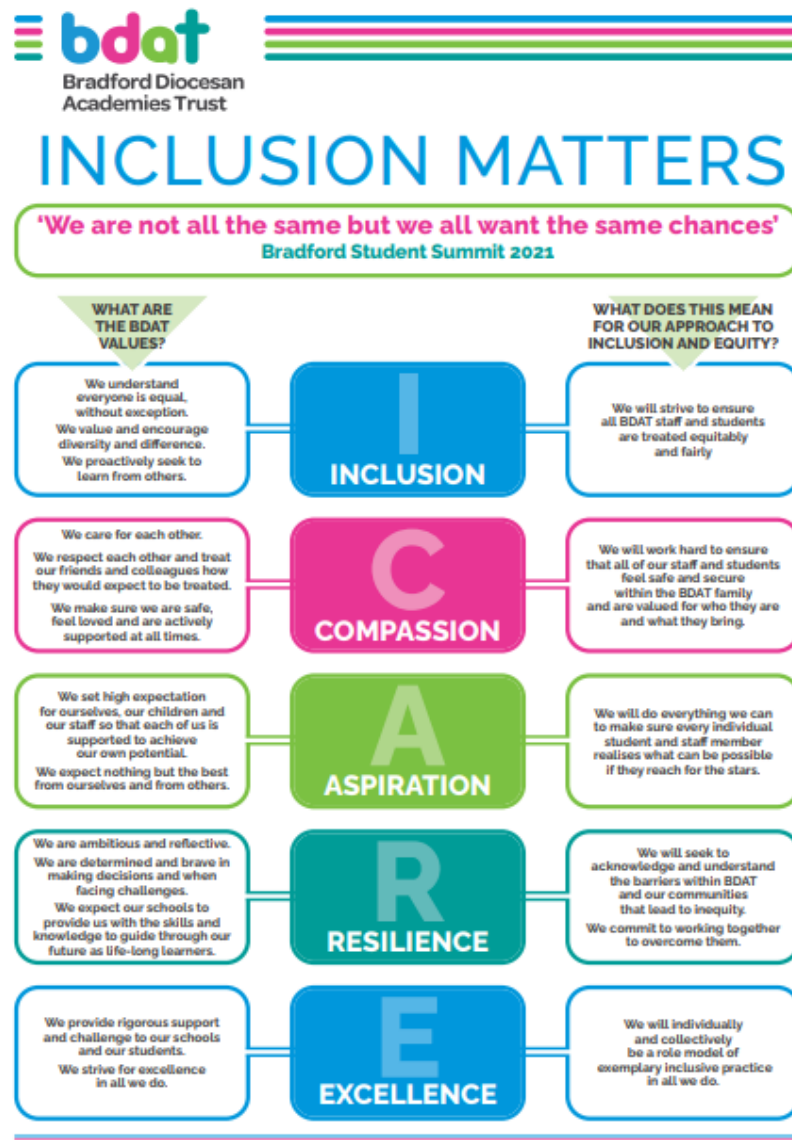 bdat
Bradford Diocesan
Academies Trust
INCLUSION MATTERS
'We are not all the same but we all want the same chances'
Bradford Student Summit 2021
WHAT ARE
THE BDAT
VALUES?
WHAT DOES THIS MEAN
FOR OUR APPROACH TO
INCLUSION AND EQUITY?
We understand
everyone is equal,
without exception.
We value and encourage
diversity and difference.
We proactively seek to
learn from others.
I
INCLUSION
We will strive to ensure
all BDAT staff and students
are treated equitably
and fairly
We care for each other.
We respect each other and treat
our friends and colleagues how
they would expect to be treated.
We make sure we are safe,
feel loved and are actively
supported at all times.
C
COMPASSION
We will work hard to ensure
that all of our staff and students
feel safe and secure
within the BDAT family
and are valued for who they are
and what they bring.
We set high expectation
for ourselves, our children and
our staff so that each of us is
supported to achieve
our own potential.
We expect nothing but the best
from ourselves and from others.
A
ASPIRATION
We will do everything we can
to make sure every individual
student and staff member
realises what can be possible
if they reach for the stars.
We are ambitious and reflective.
We are determined and brave in
making decisions and when
facing challenges.
We expect our schools to
provide us with the skills and
knowledge to guide through our
future as life-long learners.
R
RESILIENCE
We will seek to
acknowledge and understand
the barriers within BDAT
and our communities
that lead to inequity.
We commit to working together
to overcome them.
We provide rigorous support
and challenge to our schools
and our students.
We strive for excellence
in all we do.
E
EXCELLENCE
We will individually
and collectively
be a role model of
exemplary inclusive practice
in all we do.